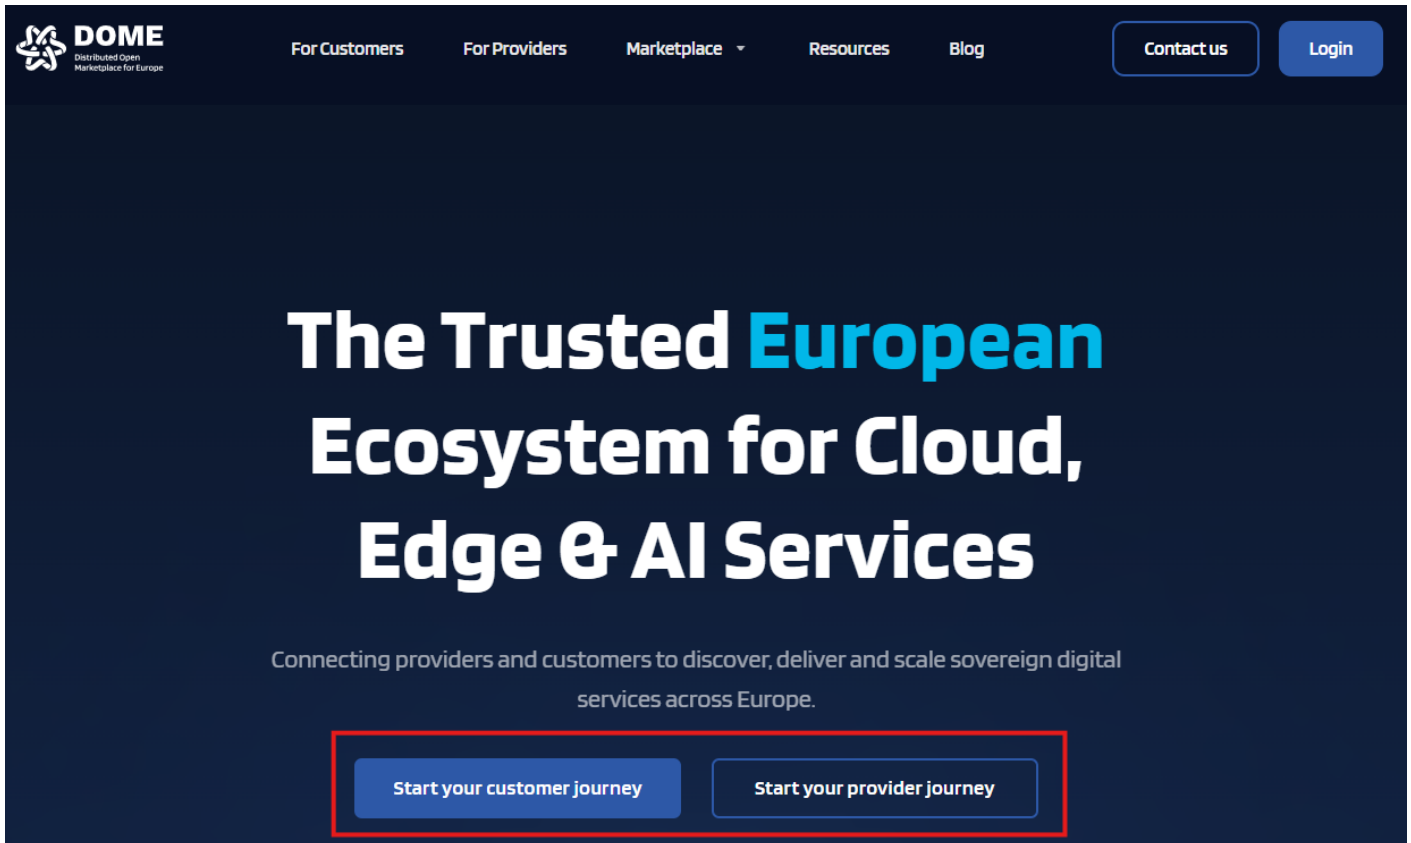 DOME
Distributed Open
Marketplace for Europe
For Customers
For Providers
Marketplace
Resources
Blog
Contact us
Login
The Trusted European
Ecosystem for Cloud,
Edge & AI Services
Connecting providers and customers to discover, deliver and scale sovereign digital
services across Europe.
Start your customer journey
Start your provider journey